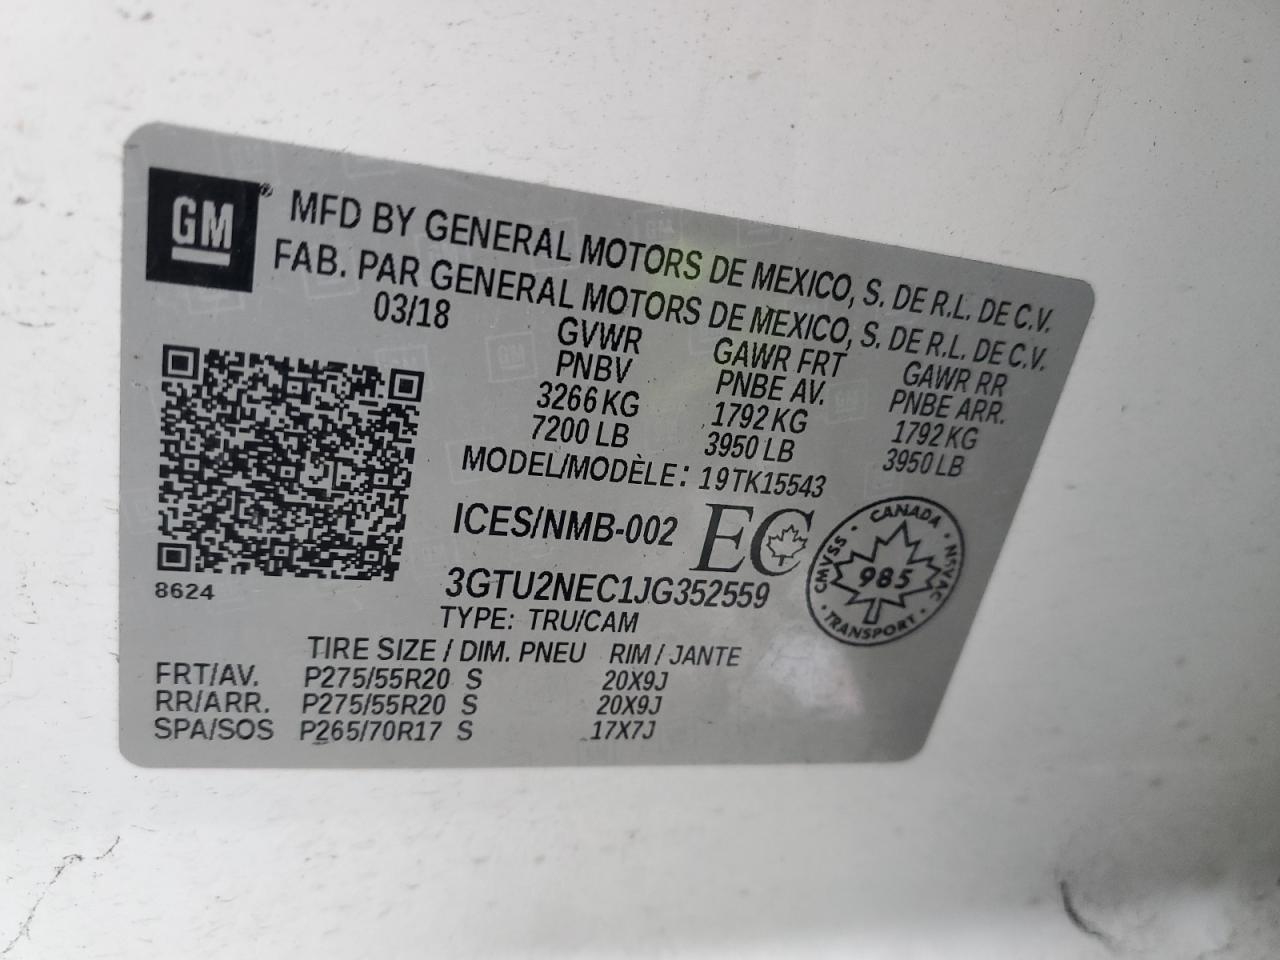 GM
MFD BY GENERAL MOTORS DE MEXICO, S. DE R.L. DE C.V.
FAB. PAR GENERAL MOTORS DE MEXICO, S. DE R.L. DE C.V.
03/18 GVWR GAWR FRT GAWR RR
PNBV PNBE AV. PNBE ARR.
3266 KG 1792 KG 1792 KG
7200 LB 3950 LB 3950 LB
MODEL/MODÈLE: 19TK15543
ICES/NMB-002 EC
CANADA
CMVSS 985 NSVAC
TRANSPORT
8624
3GTU2NEC1JG352559
TYPE: TRU/CAM
TIRE SIZE / DIM. PNEU RIM / JANTE
FRT/AV. P275/55R20 S 20X9J
RR/ARR. P275/55R20 S 20X9J
SPA/SOS P265/70R17 S 17X7J